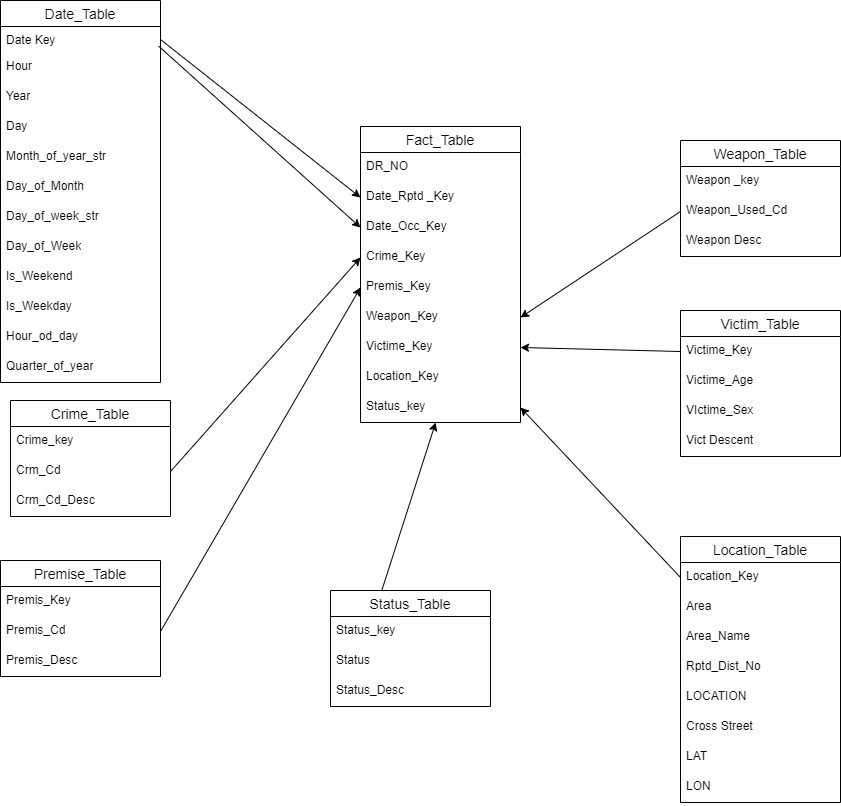 Date_Table
Date Key
Hour
Year
Day
Month_of_year_str
Day_of_Month
Day_of_week_str
Day_of_Week
Is_Weekend
Is_Weekday
Hour_od_day
Quarter_of_year
Crime_Table
Crime_key
Crm_Cd
Crm_Cd_Desc
Premise_Table
Premis_Key
Premis_Cd
Premis_Desc
Fact_Table
DR_NO
Date_Rptd _Key
Date_Occ_Key
Crime_Key
Premis_Key
Weapon_Key
Victime_Key
Location_Key
Status_key
Status_Table
Status_key
Status
Status_Desc
Weapon_Table
Weapon _key
Weapon_Used_Cd
Weapon Desc
Victim_Table
Victime_Key
Victime_Age
VIctime_Sex
Vict Descent
Location_Table
Location_Key
Area
Area_Name
Rptd_Dist_No
LOCATION
Cross Street
LAT
LON